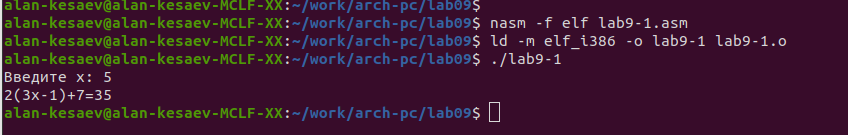 alan-kesaev@alan-kesaev-MCLF-XX:~/work/arch-pc/lab09$
alan-kesaev@alan-kesaev-MCLF-XX:~/work/arch-pc/lab09$ nasm -f elf lab9-1.asm
alan-kesaev@alan-kesaev-MCLF-XX:~/work/arch-pc/lab09$ ld -m elf_i386 -o lab9-1 lab9-1.o
alan-kesaev@alan-kesaev-MCLF-XX:~/work/arch-pc/lab09$ ./lab9-1
Введите x: 5
2(3x-1)+7=35
alan-kesaev@alan-kesaev-MCLF-XX:~/work/arch-pc/lab09$